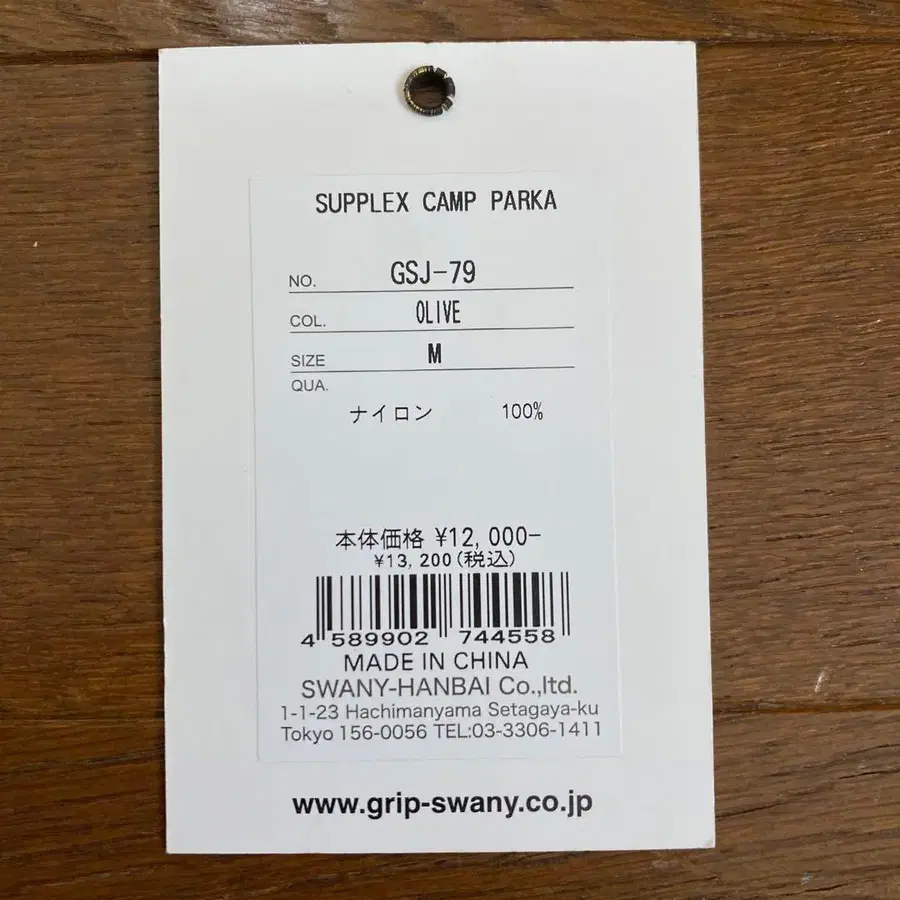 SUPPLEX CAMP PARKA
NO. GSJ-79
COL. OLIVE
SIZE M
QUA.
ナイロン 100%
本体価格 ¥12,000-
¥13,200(税込)
4 589902 744558
MADE IN CHINA
SWANY-HANBAI Co.,ltd.
1-1-23 Hachimanyama Setagaya-ku
Tokyo 156-0056 TEL:03-3306-1411
www.grip-swany.co.jp